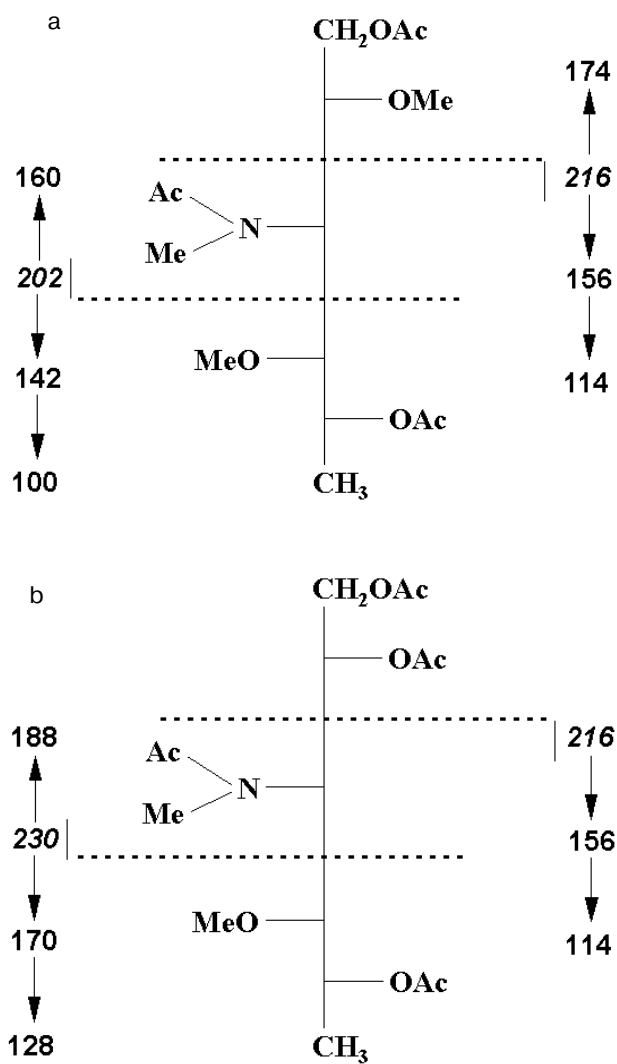 a
CH2OAc
174
OMe
160
216
Ac
N
Me
202
156
MeO
142
114
OAc
100
CH3
b
CH2OAc
OAc
188
216
Ac
N
Me
230
156
MeO
170
114
OAc
128
CH3